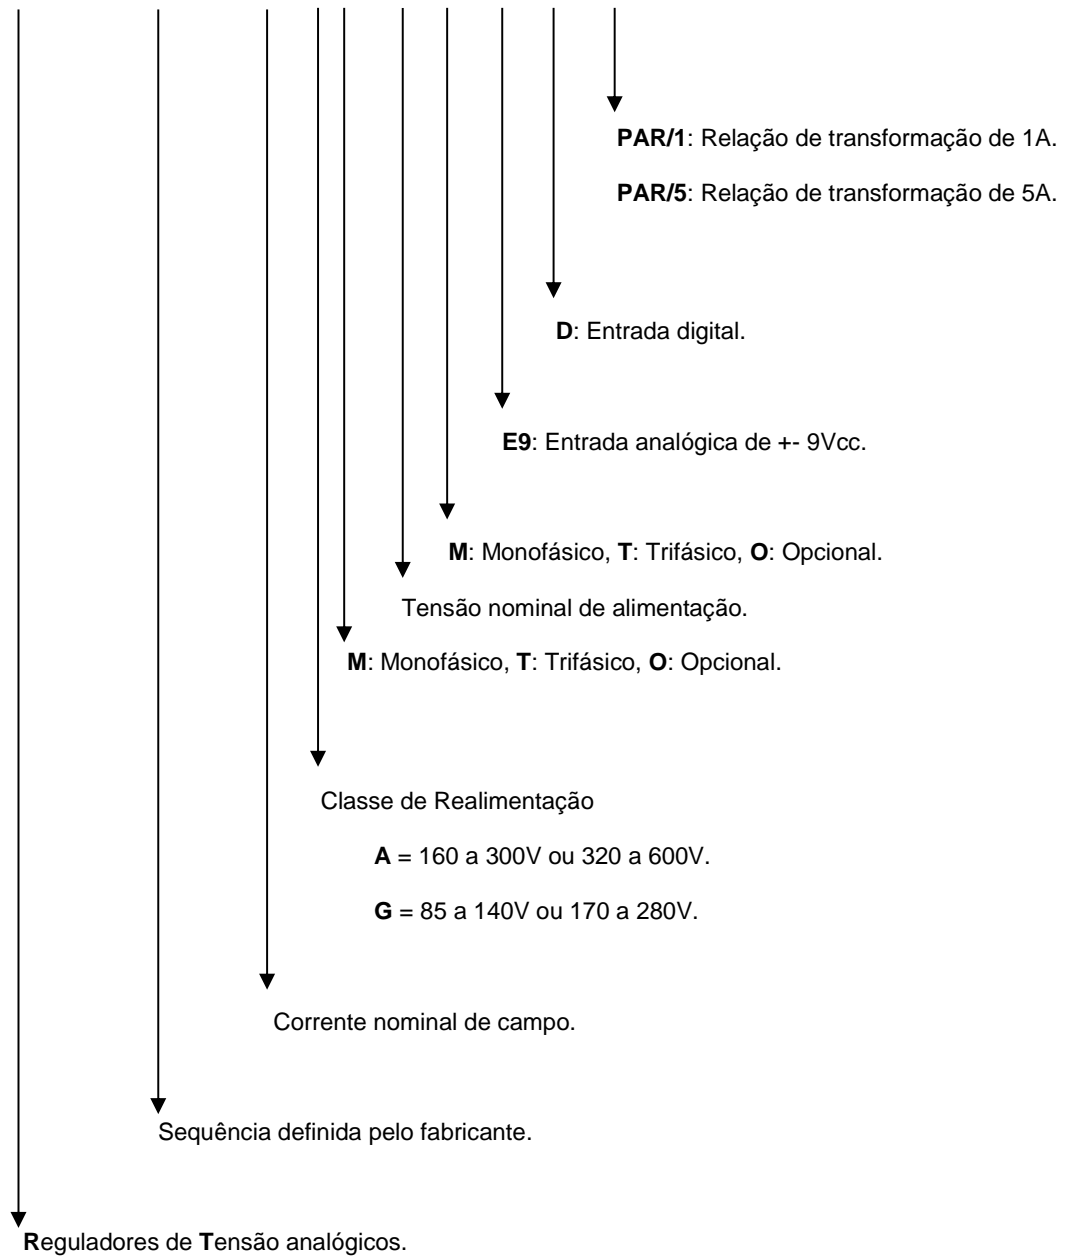 PAR/1: Relação de transformação de 1A.
PAR/5: Relação de transformação de 5A.
D: Entrada digital.
E9: Entrada analógica de +- 9Vcc.
M: Monofásico, T: Trifásico, O: Opcional.
Tensão nominal de alimentação.
M: Monofásico, T: Trifásico, O: Opcional.
Classe de Realimentação
A = 160 a 300V ou 320 a 600V.
G = 85 a 140V ou 170 a 280V.
Corrente nominal de campo.
Sequência definida pelo fabricante.
Reguladores de Tensão analógicos.